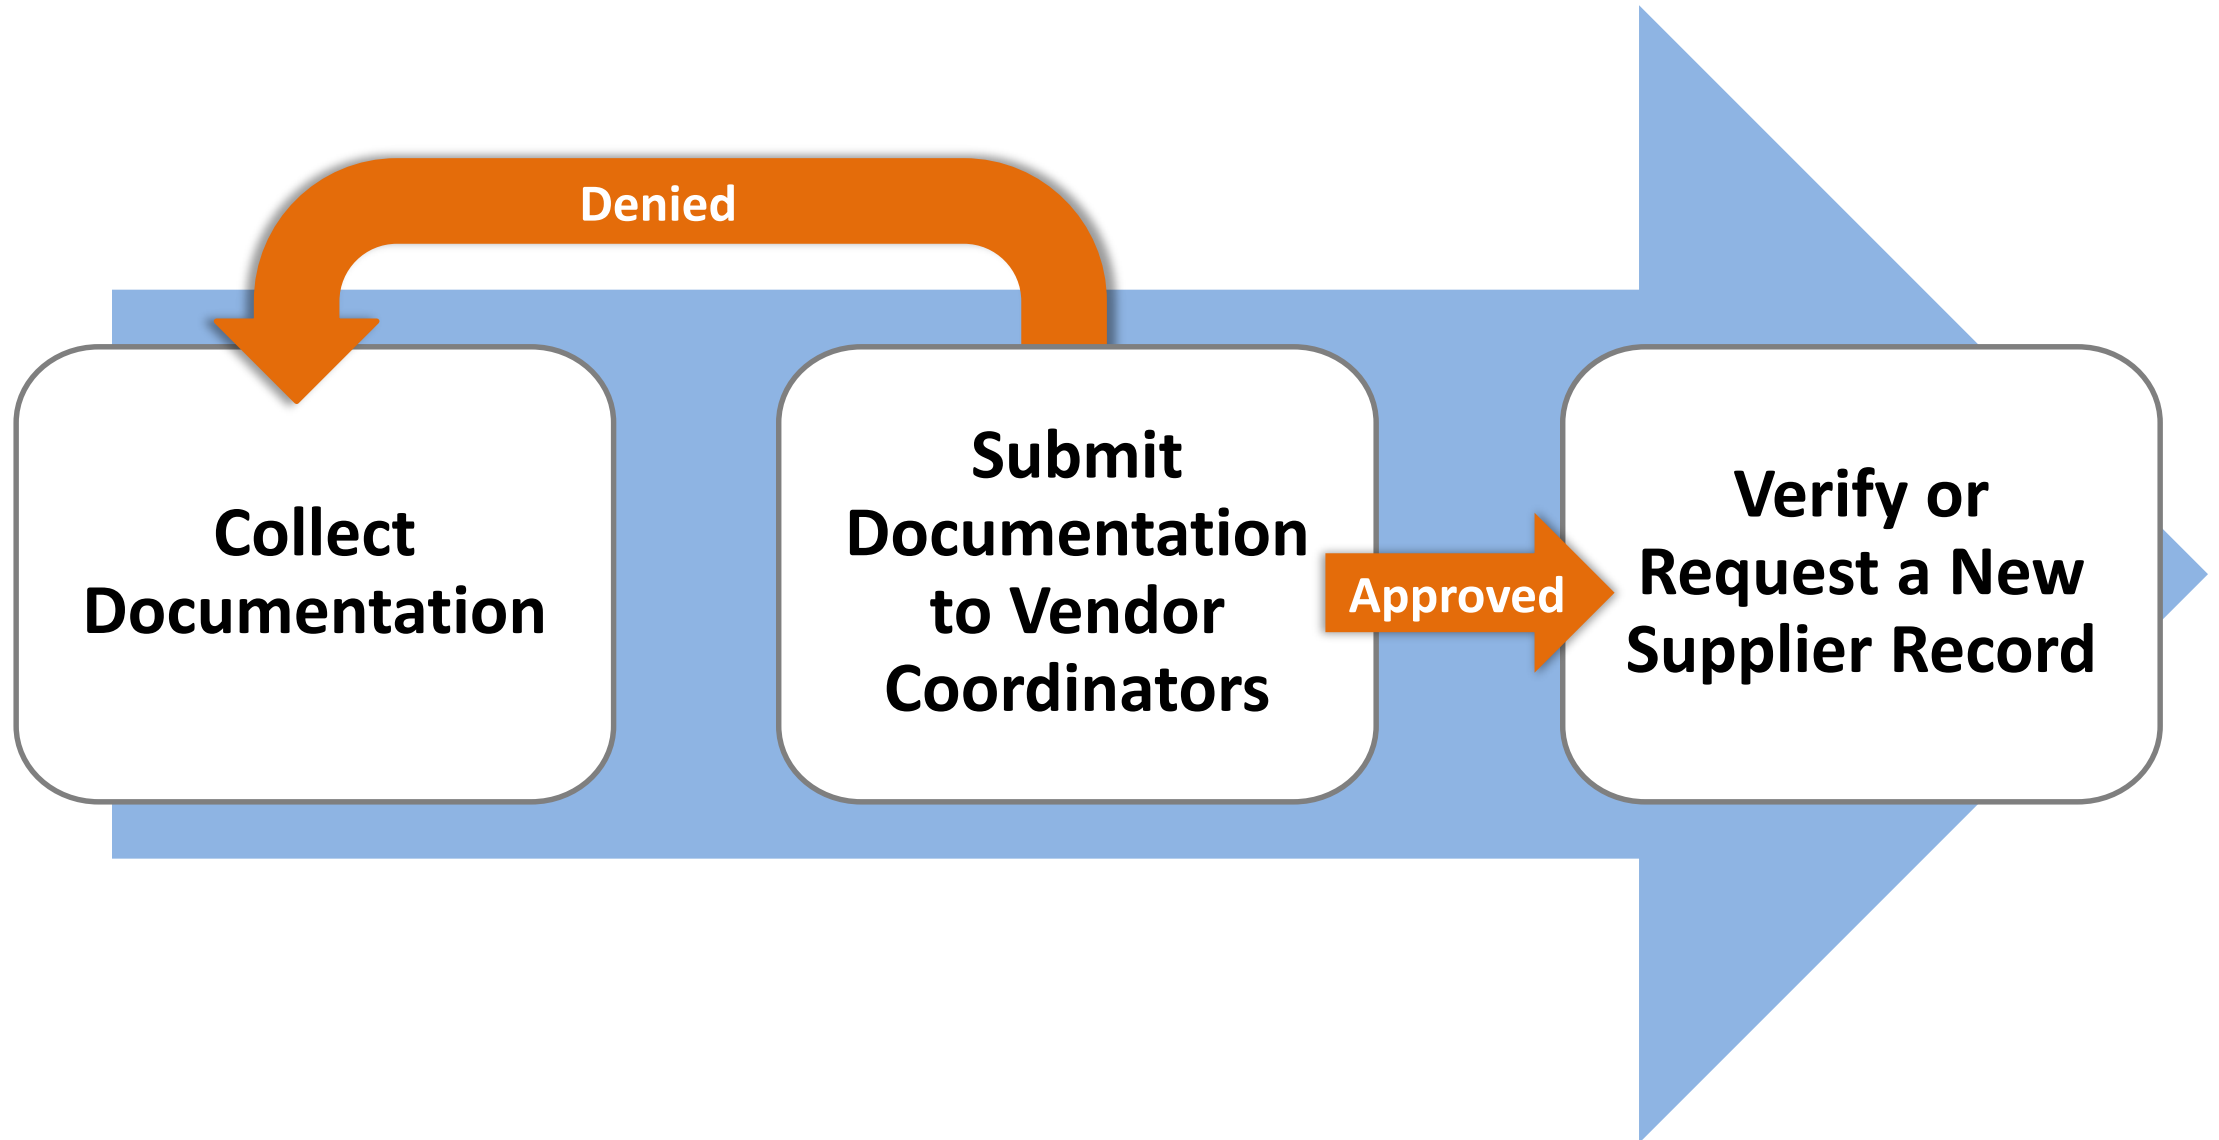 Denied
Collect
Documentation
Submit
Documentation
to Vendor
Coordinators
Approved
Verify or
Request a New
Supplier Record